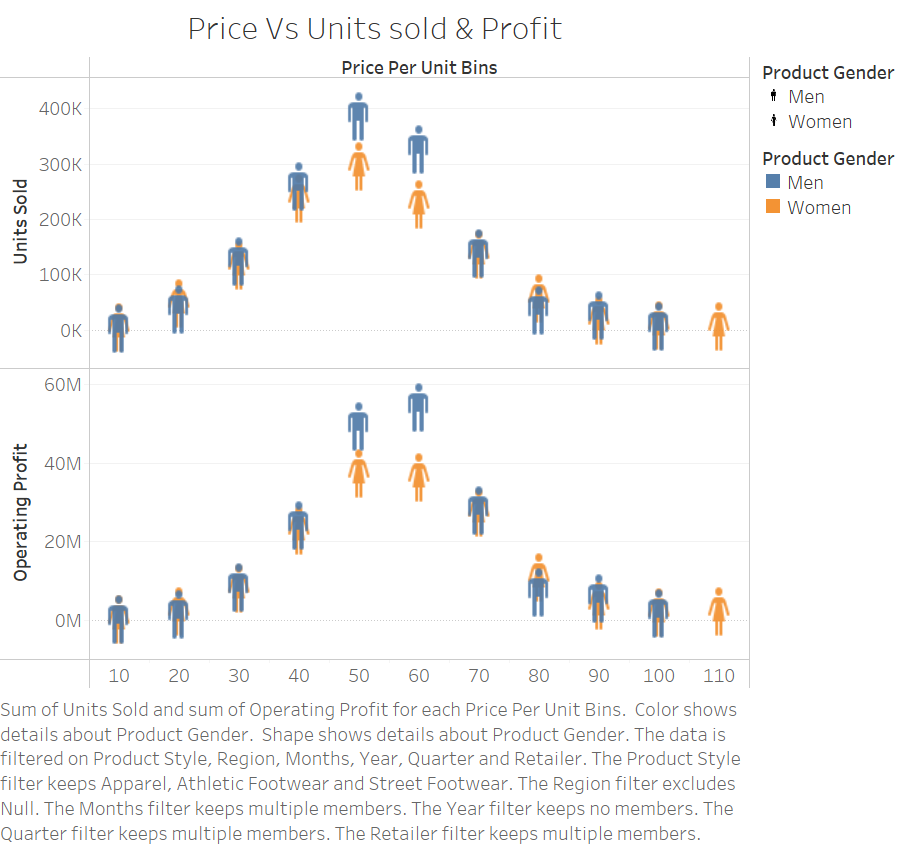 Price Vs Units sold & Profit
Price Per Unit Bins
Product Gender
Men
Women
Product Gender
Men
Women
Units Sold
400K
300K
200K
100K
0K
Operating Profit
60M
40M
20M
0M
10 20 30 40 50 60 70 80 90 100 110
Sum of Units Sold and sum of Operating Profit for each Price Per Unit Bins. Color shows
details about Product Gender. Shape shows details about Product Gender. The data is
filtered on Product Style, Region, Months, Year, Quarter and Retailer. The Product Style
filter keeps Apparel, Athletic Footwear and Street Footwear. The Region filter excludes
Null. The Months filter keeps multiple members. The Year filter keeps no members. The
Quarter filter keeps multiple members. The Retailer filter keeps multiple members.